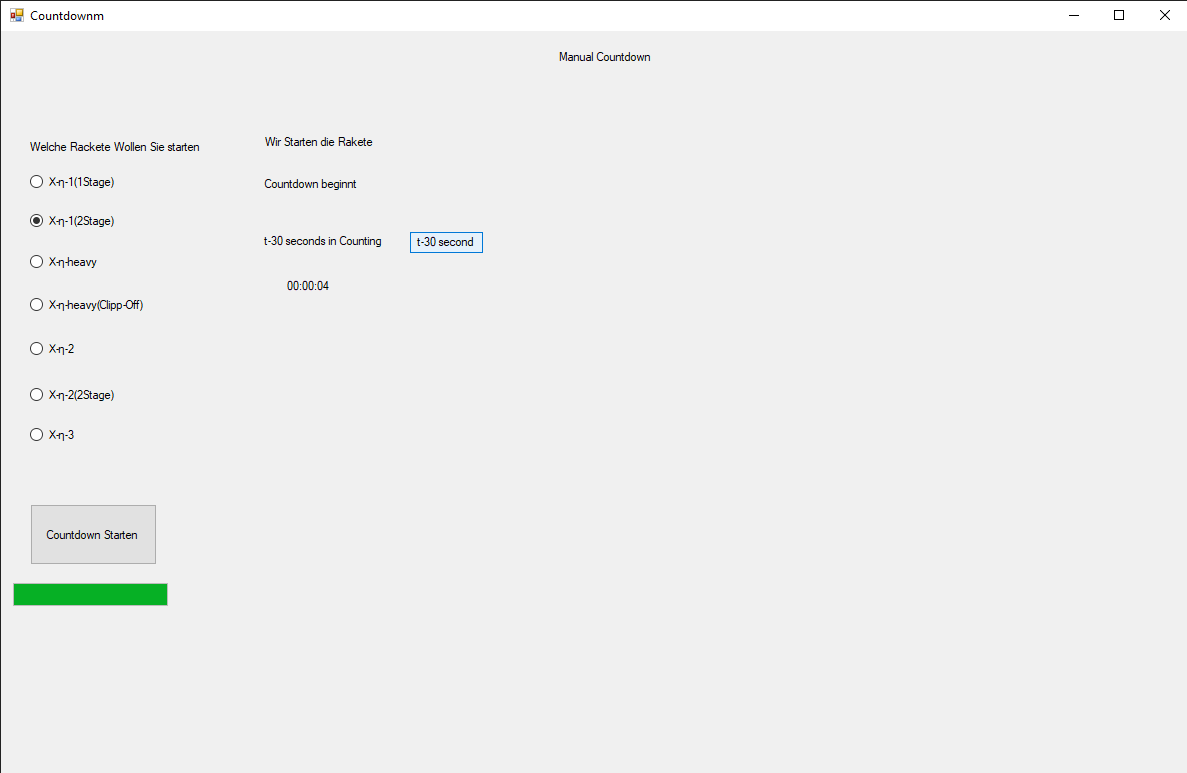 Countdownm
Manual Countdown
Welche Rackete Wollen Sie starten
X-η-1(1Stage)
X-η-1(2Stage)
X-η-heavy
X-η-heavy(Clipp-Off)
X-η-2
X-η-2(2Stage)
X-η-3
Countdown Starten
Wir Starten die Rakete
Countdown beginnt
t-30 seconds in Counting
t-30 second
00:00:04